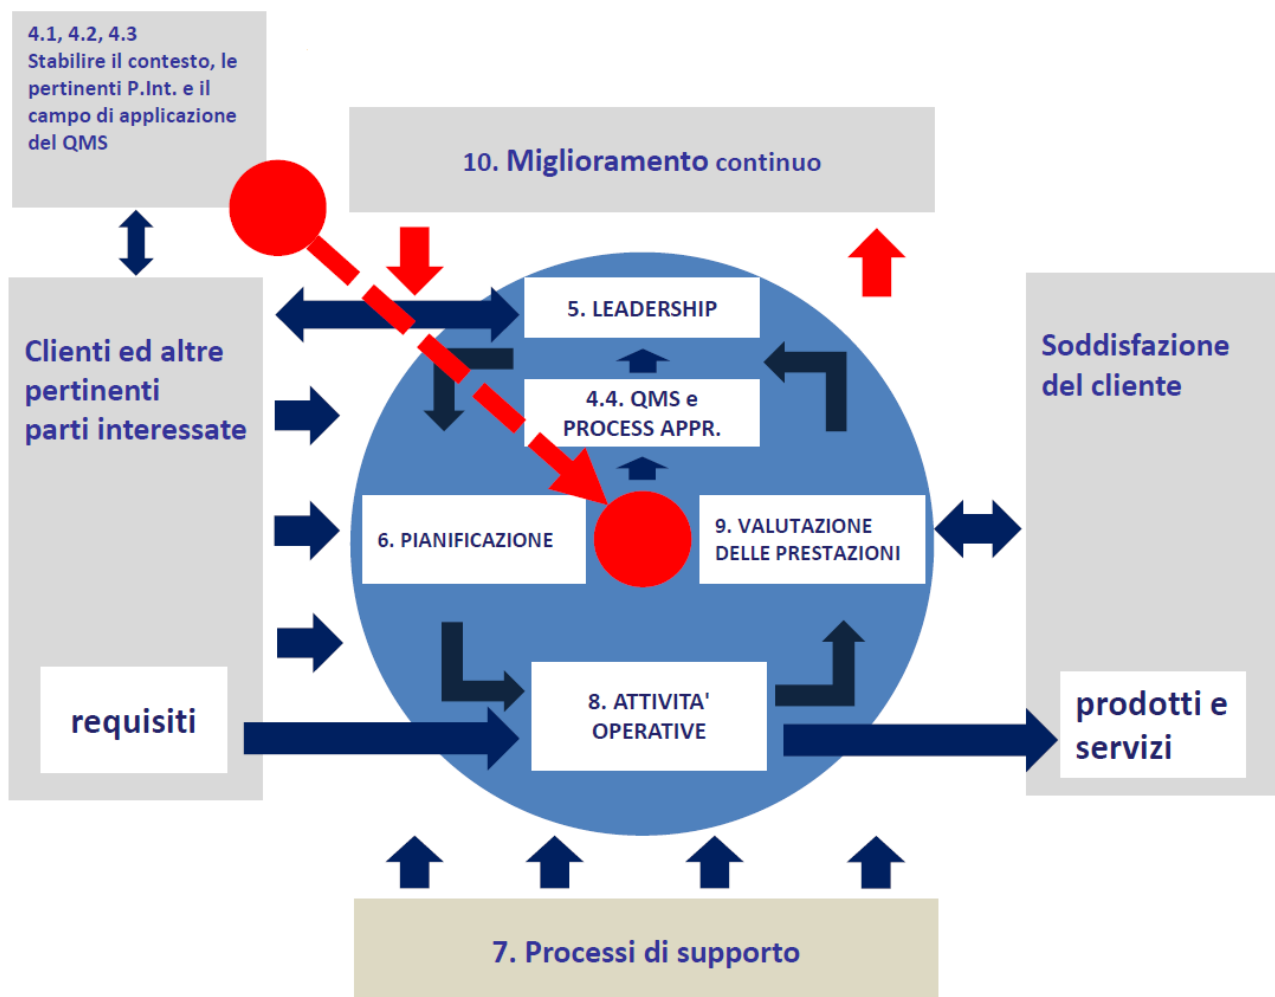 4.1, 4.2, 4.3
Stabilire il contesto, le
pertinenti P.Int. e il
campo di applicazione
del QMS
10. Miglioramento continuo
5. LEADERSHIP
Clienti ed altre
pertinenti
parti interessate
4.4. QMS e
PROCESS APPR.
Soddisfazione
del cliente
6. PIANIFICAZIONE
9. VALUTAZIONE
DELLE PRESTAZIONI
requisiti
8. ATTIVITA'
OPERATIVE
prodotti e
servizi
7. Processi di supporto